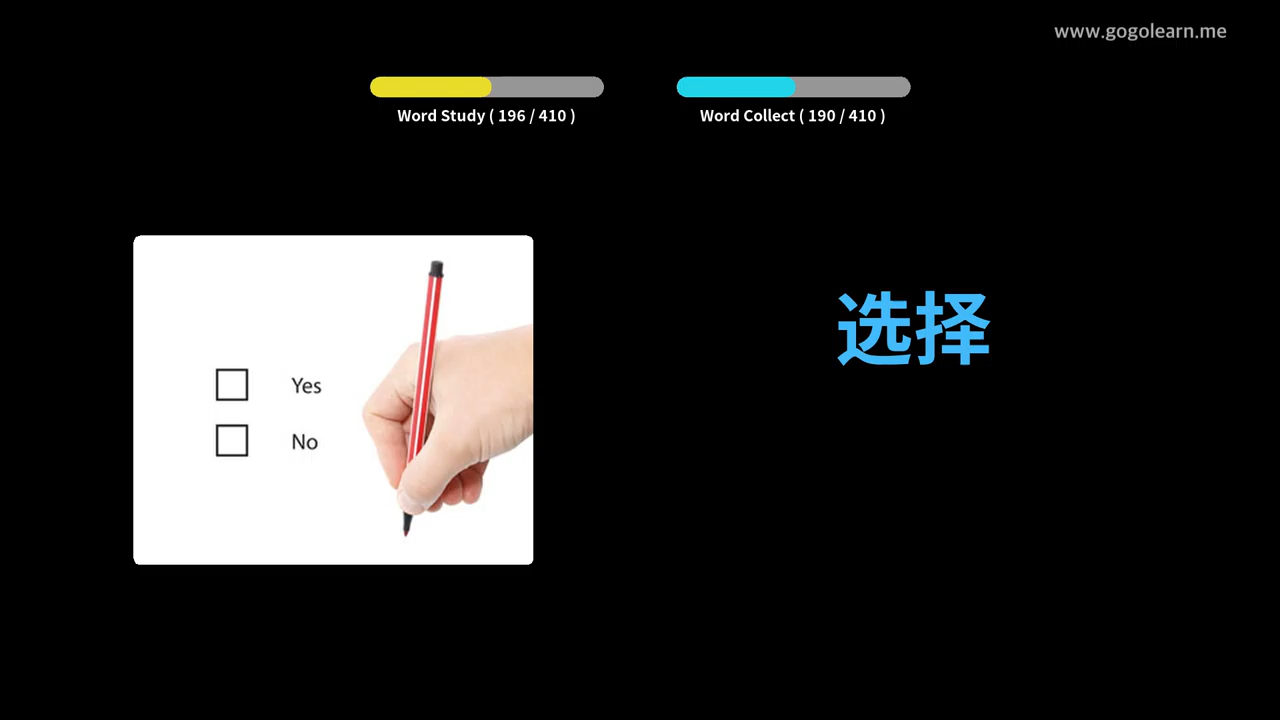 www.gogolearn.me
Word Study ( 196 / 410 )
Word Collect ( 190 / 410 )
选择
Yes
No